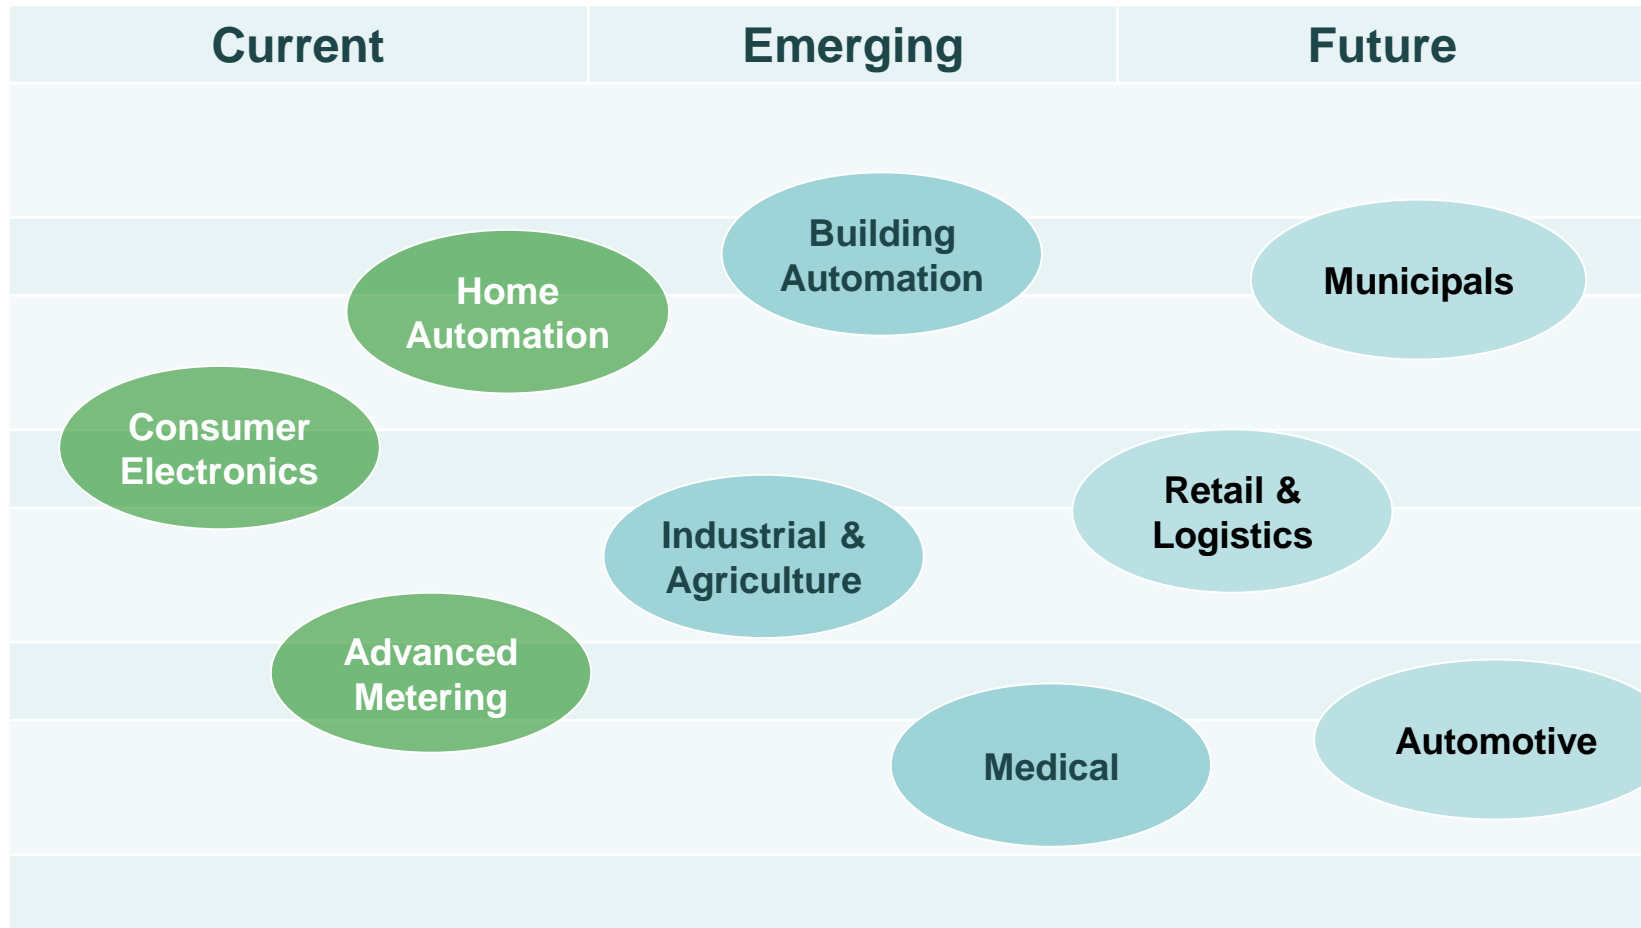 Current
Emerging
Future
Building
Automation
Municipals
Home
Automation
Consumer
Electronics
Retail &
Logistics
Industrial &
Agriculture
Advanced
Metering
Medical
Automotive